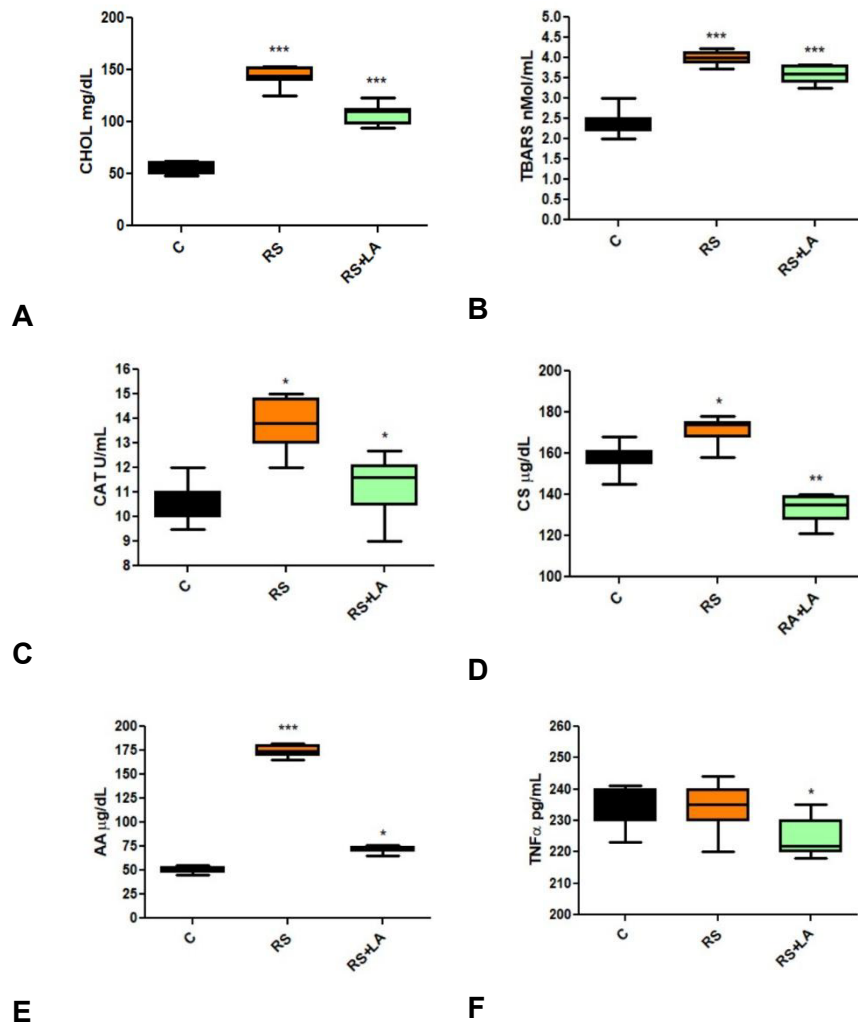 CHOL mg/dL
200
150
100
50
0
***
***
C
RS
RS+LA
A
TBARS nMol/mL
4.5
4.0
3.5
3.0
2.5
2.0
1.5
1.0
0.5
0.0
***
***
C
RS
RS+LA
B
CAT U/mL
16
15
14
13
12
11
10
9
8
*
*
C
RS
RS+LA
C
CS µg/dL
200
180
160
140
120
100
*
**
C
RS
RA+LA
D
AA µg/dL
200
175
150
125
100
75
50
25
0
***
*
C
RS
RS+LA
E
TNFα pg/mL
260
250
240
230
220
210
200
*
C
RS
RS+LA
F